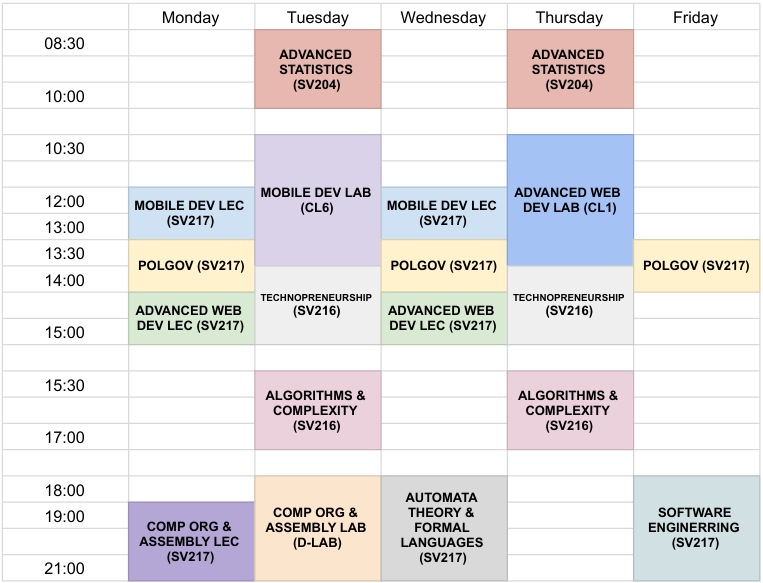 Monday Tuesday Wednesday Thursday Friday
08:30
ADVANCED
STATISTICS
(SV204)
ADVANCED
STATISTICS
(SV204)
10:00
10:30
MOBILE DEV LAB
(CL6)
ADVANCED WEB
DEV LAB (CL1)
12:00
MOBILE DEV LEC
(SV217)
MOBILE DEV LEC
(SV217)
13:00
13:30
POLGOV (SV217)
POLGOV (SV217)
POLGOV (SV217)
14:00
TECHNOPRENEURSHIP
(SV216)
TECHNOPRENEURSHIP
(SV216)
ADVANCED WEB
DEV LEC (SV217)
ADVANCED WEB
DEV LEC (SV217)
15:00
15:30
ALGORITHMS &
COMPLEXITY
(SV216)
ALGORITHMS &
COMPLEXITY
(SV216)
17:00
18:00
19:00
COMP ORG &
ASSEMBLY LEC
(SV217)
COMP ORG &
ASSEMBLY LAB
(D-LAB)
AUTOMATA
THEORY &
FORMAL
LANGUAGES
(SV217)
SOFTWARE
ENGINERRING
(SV217)
21:00